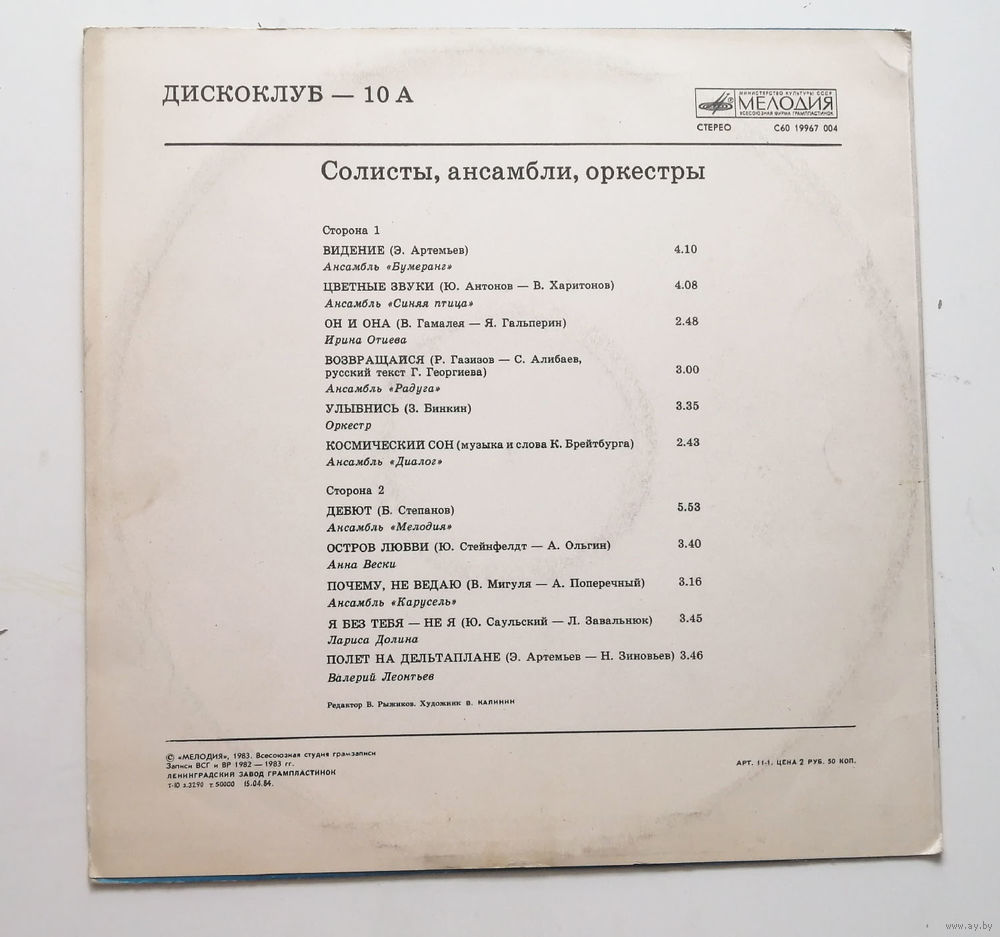 ДИСКОКЛУБ — 10 А
МИНИСТЕРСТВО КУЛЬТУРЫ СССР
МЕЛОДИЯ
ВСЕСОЮЗНАЯ ФИРМА ГРАМПЛАСТИНОК
СТЕРЕО С60 19967 004
Солисты, ансамбли, оркестры
Сторона 1
ВИДЕНИЕ (Э. Артемьев) 4.10
Ансамбль «Бумеранг»
ЦВЕТНЫЕ ЗВУКИ (Ю. Антонов — В. Харитонов) 4.08
Ансамбль «Синяя птица»
ОН И ОНА (В. Гамалея — Я. Гальперин) 2.48
Ирина Отиева
ВОЗВРАЩАЙСЯ (Р. Газизов — С. Алибаев,
русский текст Г. Георгиева) 3.00
Ансамбль «Радуга»
УЛЫБНИСЬ (З. Бинкин) 3.35
Оркестр
КОСМИЧЕСКИЙ СОН (музыка и слова К. Брейтбурга) 2.43
Ансамбль «Диалог»
Сторона 2
ДЕБЮТ (Б. Степанов) 5.53
Ансамбль «Мелодия»
ОСТРОВ ЛЮБВИ (Ю. Стейнфелдт — А. Ольгин) 3.40
Анна Вески
ПОЧЕМУ, НЕ ВЕДАЮ (В. Мигуля — А. Поперечный) 3.16
Ансамбль «Карусель»
Я БЕЗ ТЕБЯ — НЕ Я (Ю. Саульский — Л. Завальнюк) 3.45
Лариса Долина
ПОЛЕТ НА ДЕЛЬТАПЛАНЕ (Э. Артемьев — Н. Зиновьев) 3.46
Валерий Леонтьев
Редактор В. Рыжиков. Художник В. КАЛИНИН
© «МЕЛОДИЯ», 1983. Всесоюзная студия грамзаписи
Записи ВСГ и ВР 1982 — 1983 гг.
ЛЕНИНГРАДСКИЙ ЗАВОД ГРАМПЛАСТИНОК
т-10 з.3290 т.50000 15.04.84.
АРТ. 11-1. ЦЕНА 2 РУБ. 50 КОП.
www.ay.by